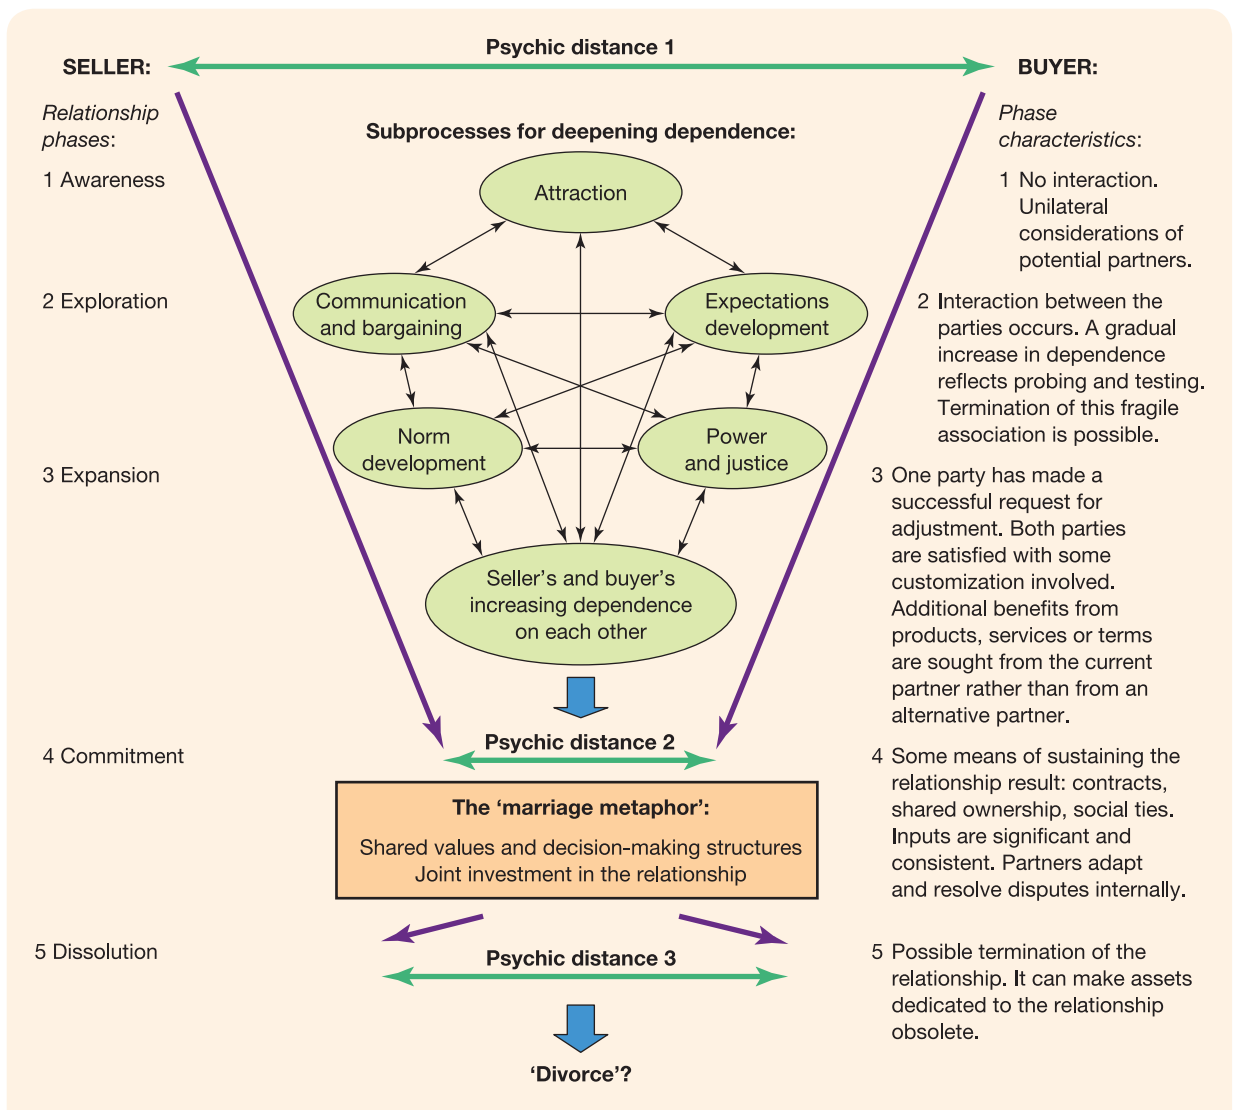 Psychic distance 1
SELLER:
BUYER:
Relationship
phases:
Phase
characteristics:
Subprocesses for deepening dependence:
1 Awareness
Attraction
1 No interaction.
Unilateral
considerations of
potential partners.
2 Exploration
Communication
and bargaining
Expectations
development
2 Interaction between the
parties occurs. A gradual
increase in dependence
reflects probing and testing.
Termination of this fragile
association is possible.
Norm
development
Power
and justice
3 Expansion
3 One party has made a
successful request for
adjustment. Both parties
are satisfied with some
customization involved.
Additional benefits from
products, services or terms
are sought from the current
partner rather than from an
alternative partner.
Seller’s and buyer’s
increasing dependence
on each other
Psychic distance 2
4 Commitment
4 Some means of sustaining the
relationship result: contracts,
shared ownership, social ties.
Inputs are significant and
consistent. Partners adapt
and resolve disputes internally.
The ‘marriage metaphor’:
Shared values and decision-making structures
Joint investment in the relationship
5 Dissolution
Psychic distance 3
5 Possible termination of the
relationship. It can make assets
dedicated to the relationship
obsolete.
‘Divorce’?